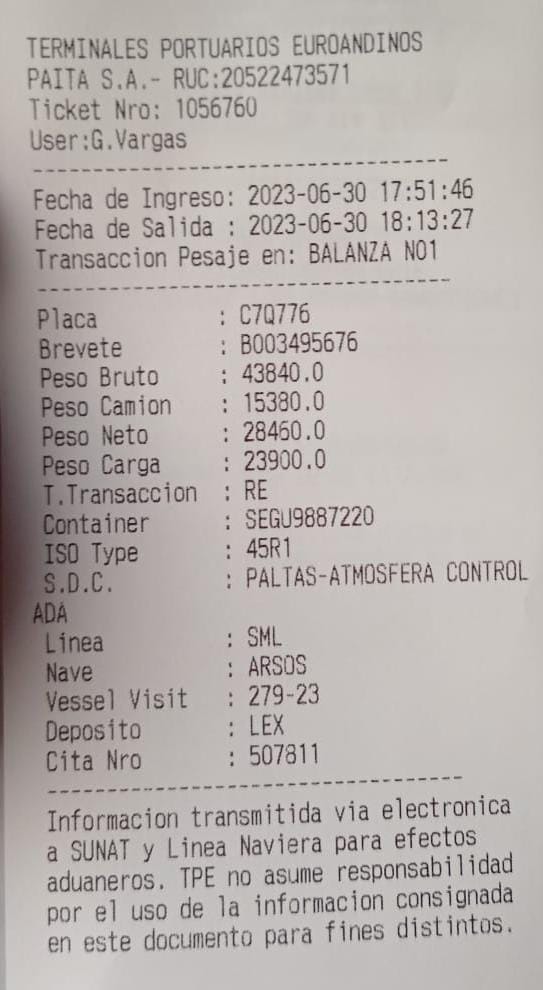 TERMINALES PORTUARIOS EUROANDINOS
PAITA S.A.- RUC:20522473571
Ticket Nro: 1056760
User:G.Vargas
Fecha de Ingreso: 2023-06-30 17:51:46
Fecha de Salida : 2023-06-30 18:13:27
Transaccion Pesaje en: BALANZA NO1
Placa : C7Q776
Brevete : B003495676
Peso Bruto : 43840.0
Peso Camion : 15380.0
Peso Neto : 28460.0
Peso Carga : 23900.0
T.Transaccion : RE
Container : SEGU9887220
ISO Type : 45R1
S.D.C. : PALTAS-ATMOSFERA CONTROL
ADA
Linea : SML
Nave : ARSOS
Vessel Visit : 279-23
Deposito : LEX
Cita Nro : 507811
Informacion transmitida via electronica
a SUNAT y Linea Naviera para efectos
aduaneros. TPE no asume responsabilidad
por el uso de la informacion consignada
en este documento para fines distintos.